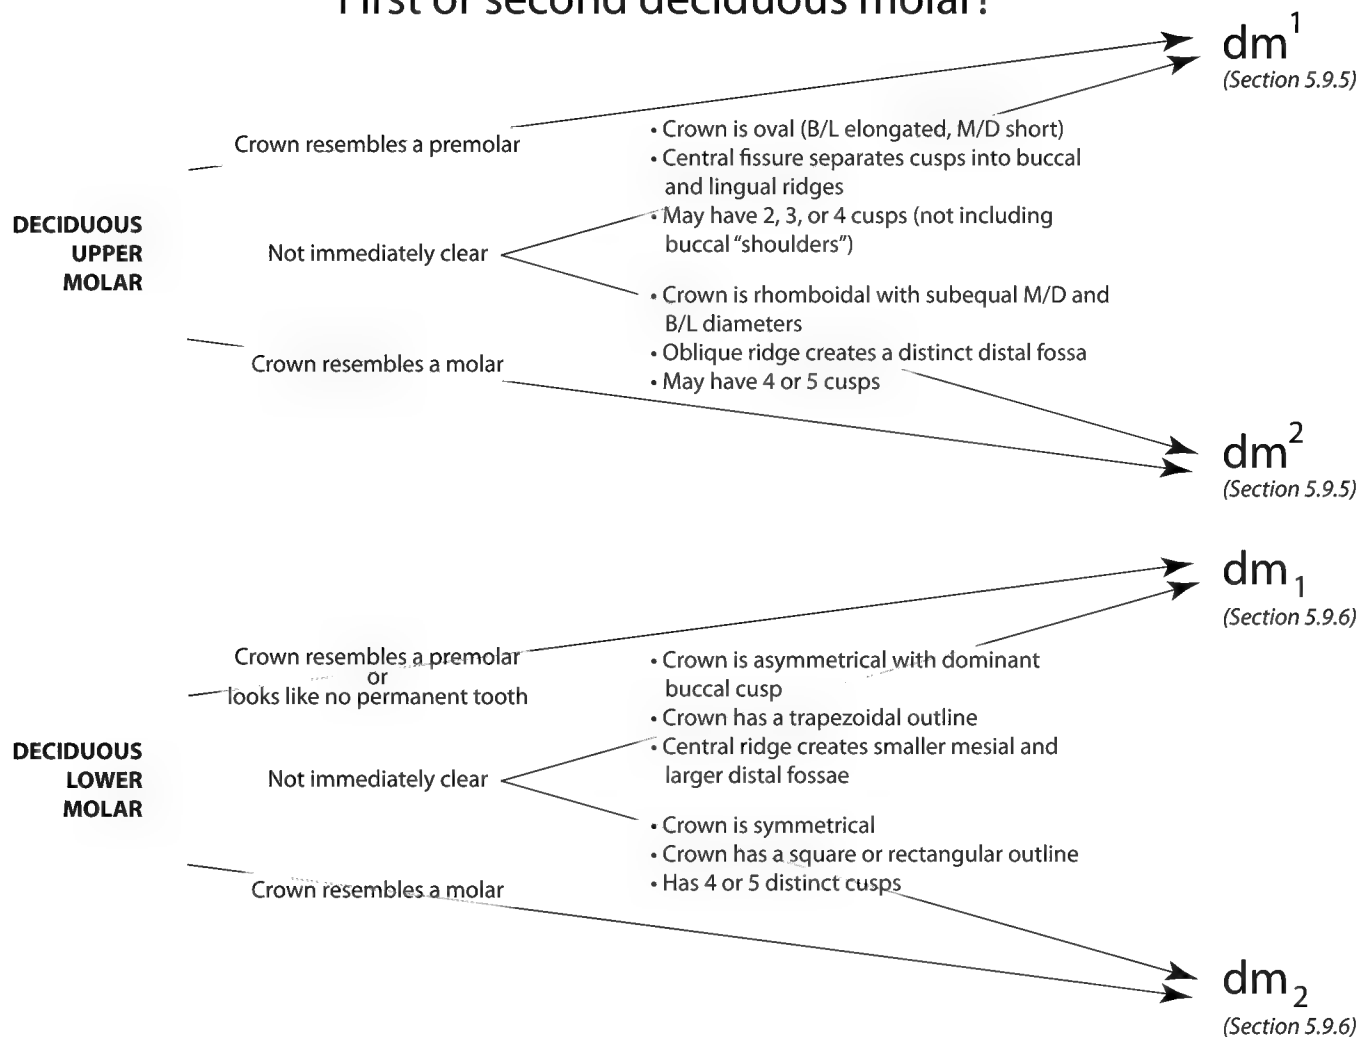 First or second deciduous molar?
dm1
(Section 5.9.5)
Crown resembles a premolar
• Crown is oval (B/L elongated, M/D short)
• Central fissure separates cusps into buccal
and lingual ridges
• May have 2, 3, or 4 cusps (not including
buccal “shoulders”)
DECIDUOUS
UPPER
MOLAR
Not immediately clear
• Crown is rhomboidal with subequal M/D and
B/L diameters
• Oblique ridge creates a distinct distal fossa
• May have 4 or 5 cusps
Crown resembles a molar
dm2
(Section 5.9.5)
dm1
(Section 5.9.6)
Crown resembles a premolar
or
looks like no permanent tooth
• Crown is asymmetrical with dominant
buccal cusp
• Crown has a trapezoidal outline
• Central ridge creates smaller mesial and
larger distal fossae
DECIDUOUS
LOWER
MOLAR
Not immediately clear
• Crown is symmetrical
• Crown has a square or rectangular outline
• Has 4 or 5 distinct cusps
Crown resembles a molar
dm2
(Section 5.9.6)